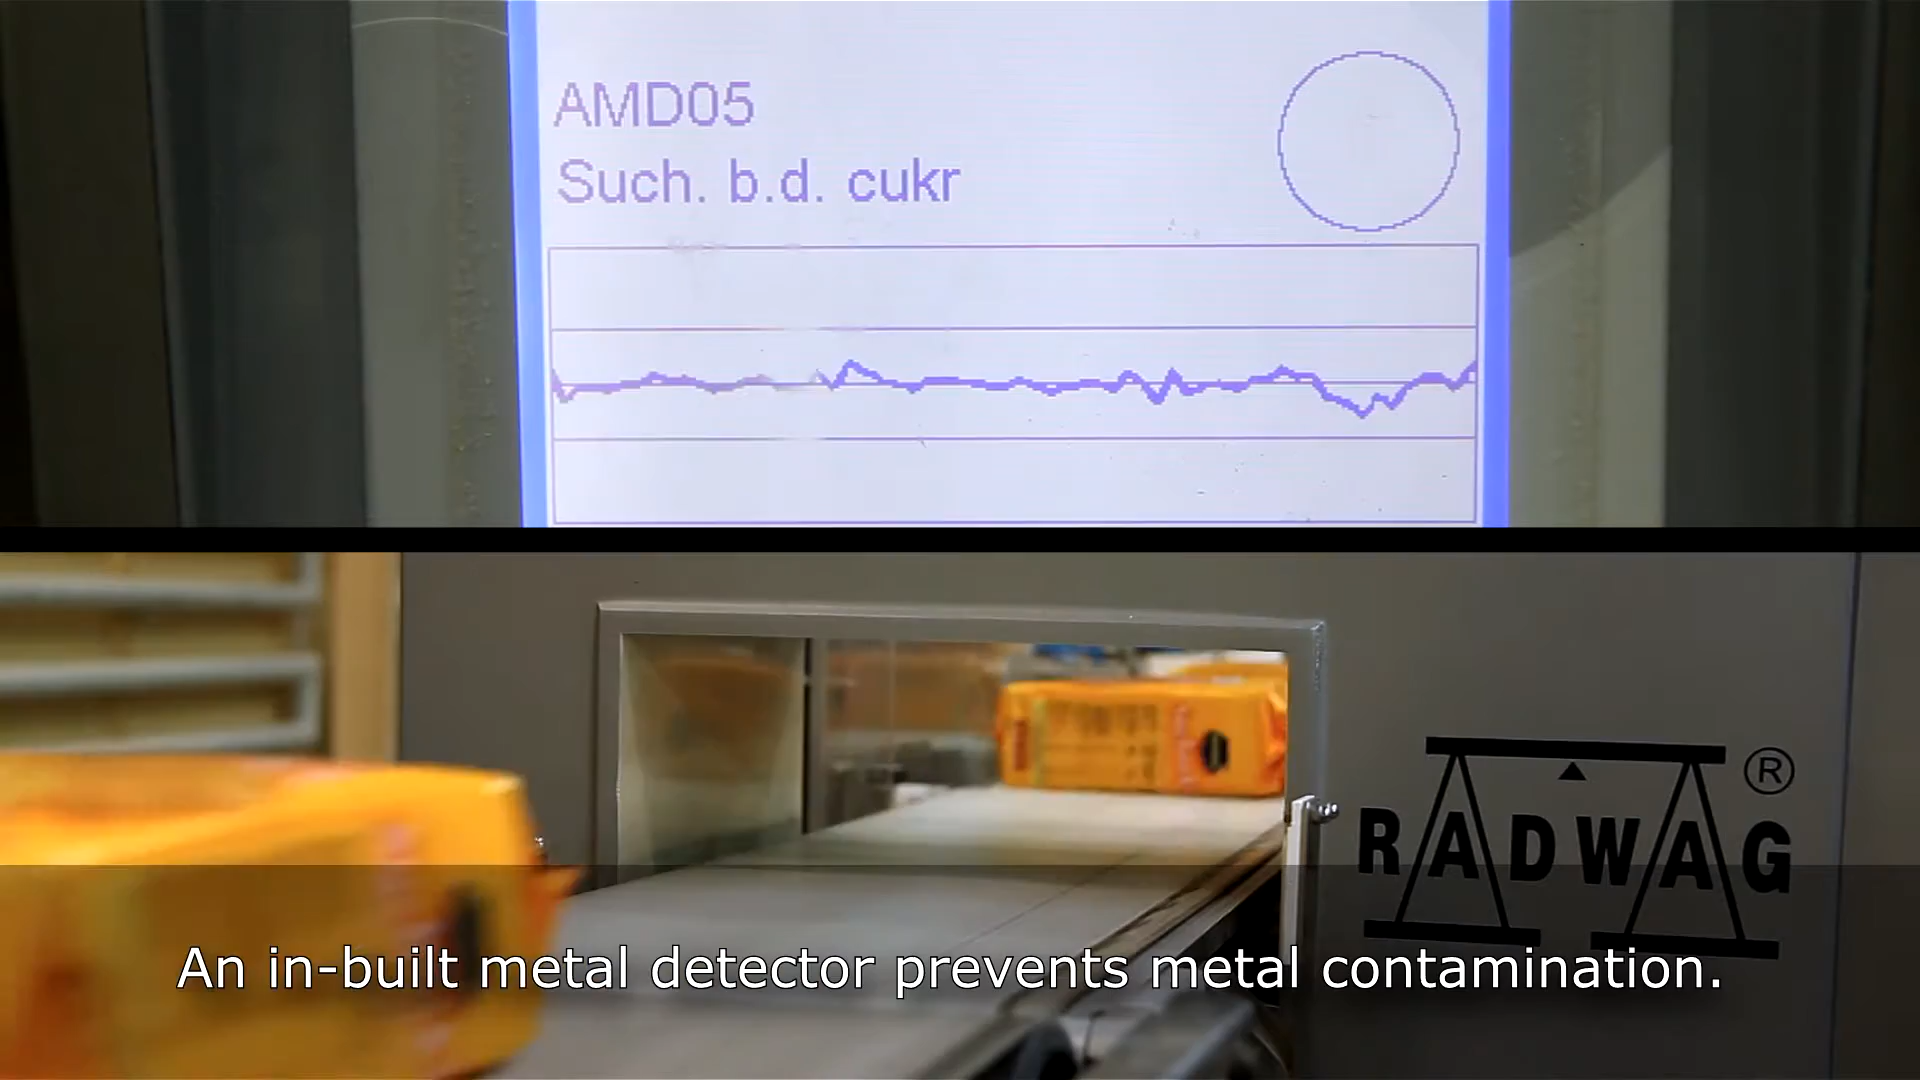 AMD05
Such. b.d. cukr
RADWAG®
An in-built metal detector prevents metal contamination.